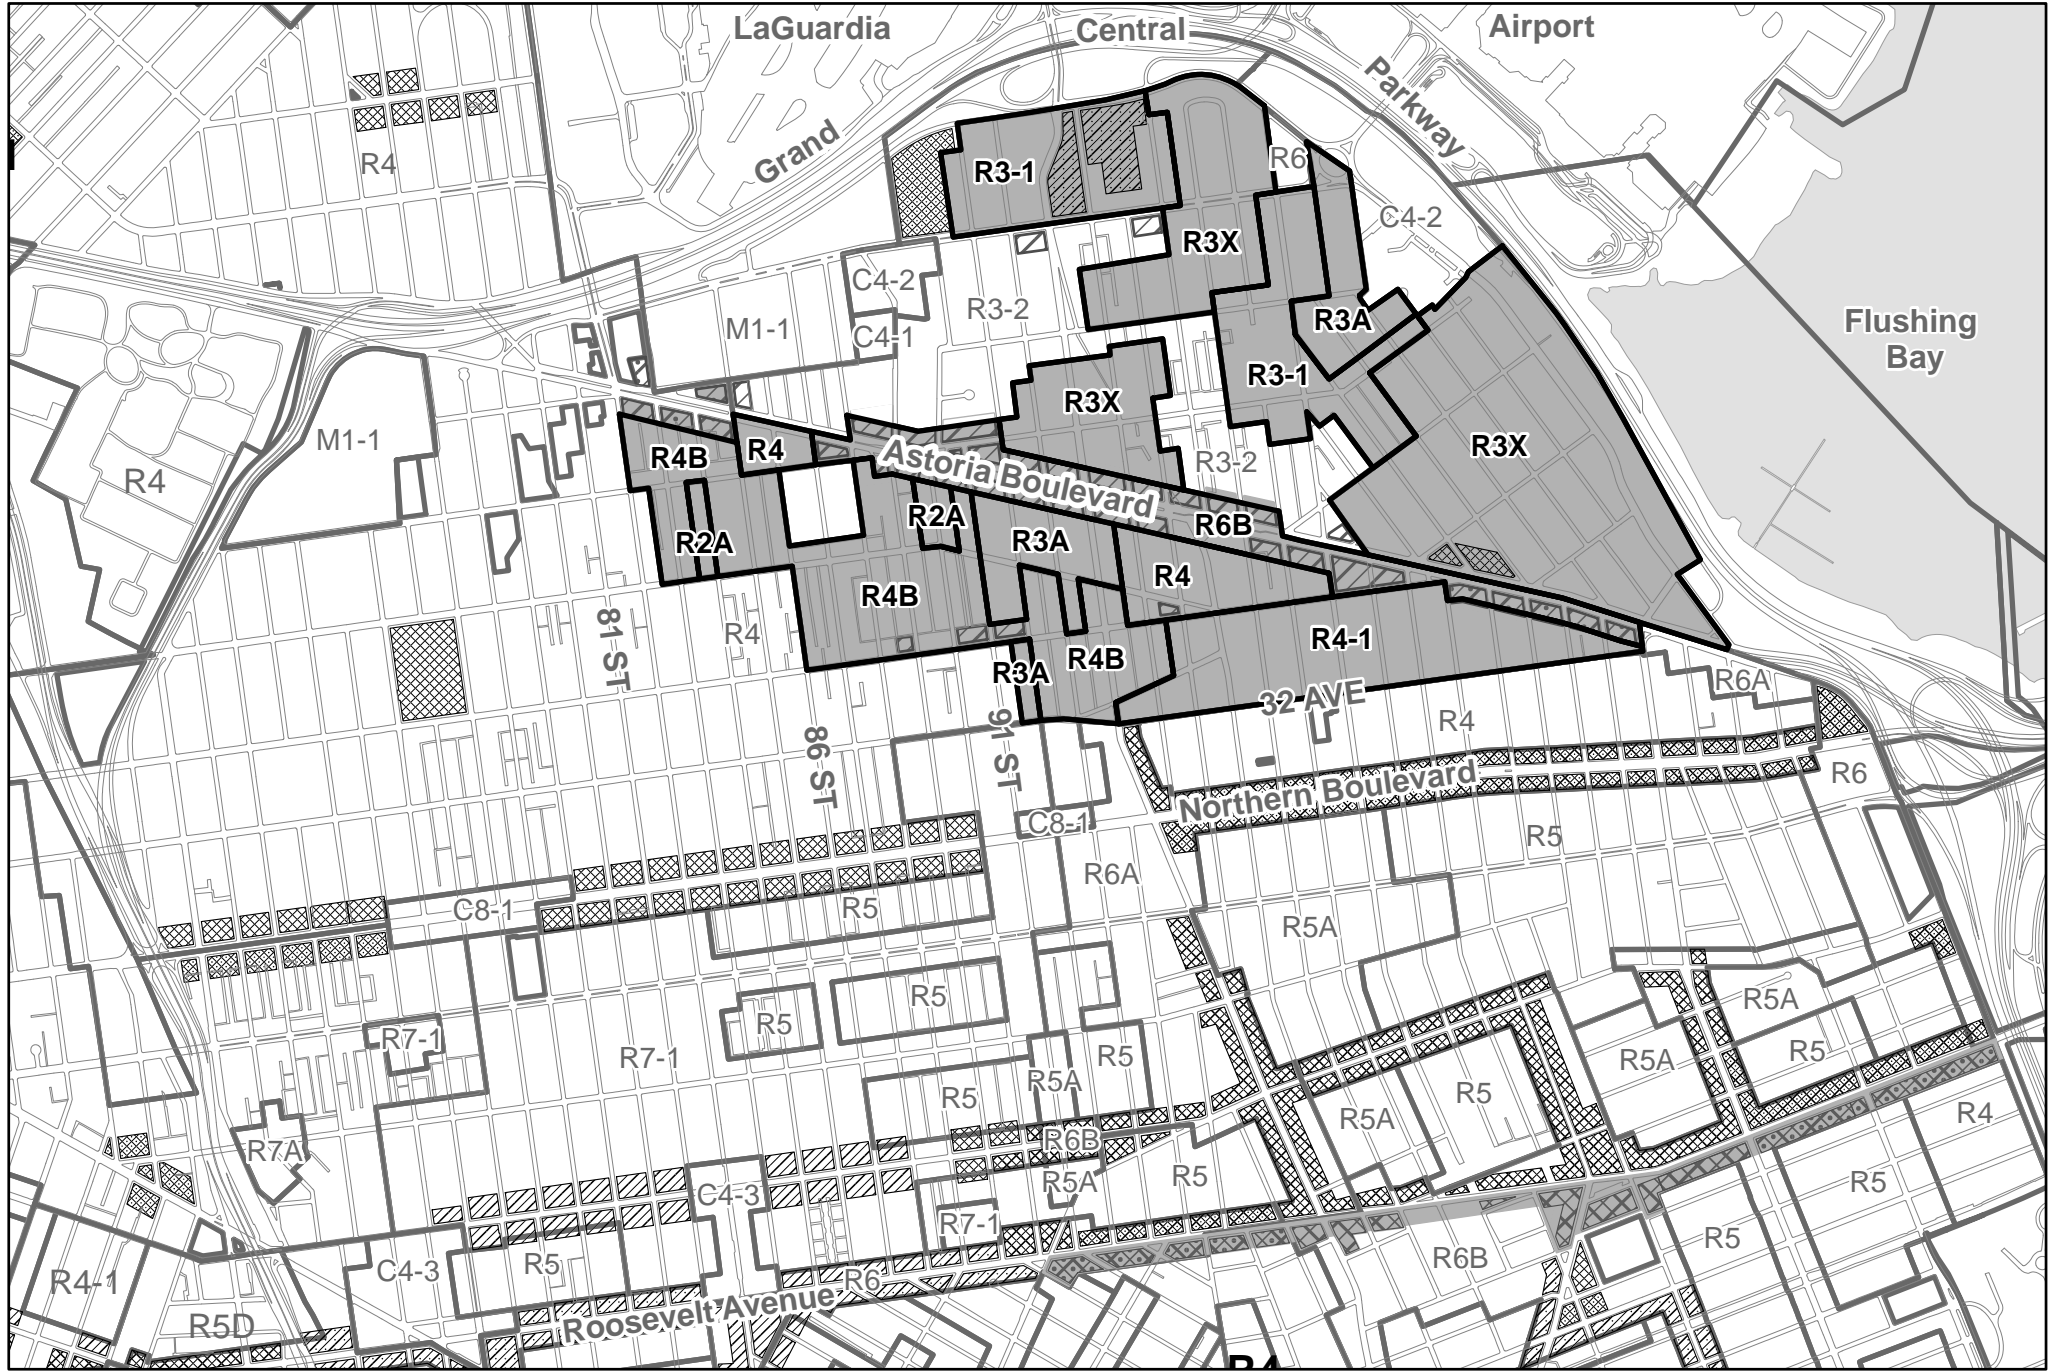 LaGuardia
Central
Airport
Parkway
Grand
R4
R3-1
R6
C4-2
R3X
C4-2
R3-2
M1-1
C4-1
R3A
Flushing
Bay
R3-1
R3X
M1-1
R4B
R4
R3X
R4
Astoria Boulevard
R3-2
R2A
R6B
R2A
R3A
R4
R4B
81 ST
R4
R4-1
R3A
R4B
32 AVE
R6A
R4
86 ST
91 ST
Northern Boulevard
R6
C8-1
R5
R6A
C8-1
R5
R5A
R5
R5A
R5
R7-1
R7-1
R5
R5A
R5
R5A
R5
R5
R5A
R4
R6B
R7A
R5A
R5
C4-3
R5
R7-1
R5
R6B
R4-1
C4-3
R5
R6
Roosevelt Avenue
R5D